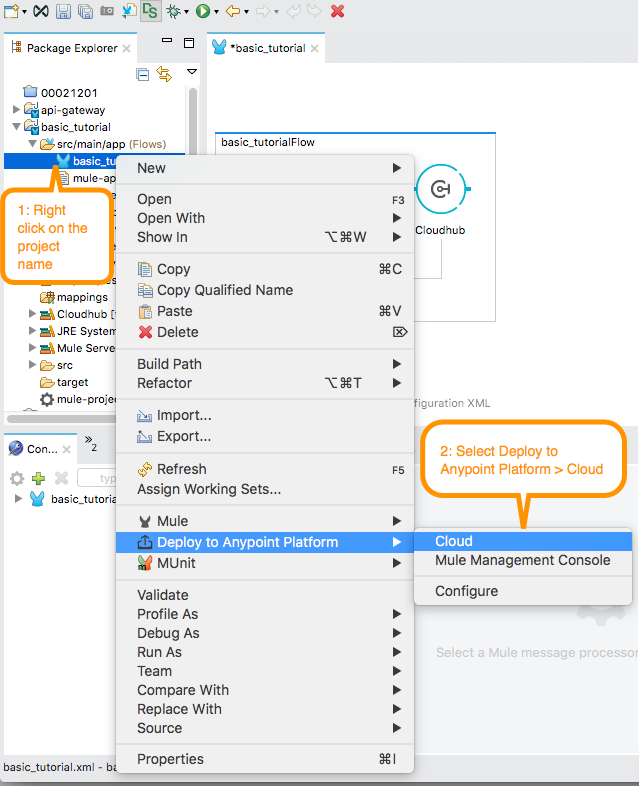 Package Explorer
*basic_tutorial
00021201
api-gateway
basic_tutorial
src/main/app (Flows)
basic_tu
mule-ap
1: Right
click on the
project
name
mappings
Cloudhub [
JRE System
Mule Serve
src
target
mule-proje
basic_tutorialFlow
Cloudhub
figuration XML
New
Open F3
Open With
Show In ⌥⌘W
Copy ⌘C
Copy Qualified Name
Paste ⌘V
Delete ⌦
Build Path
Refactor ⌥⌘T
Import...
Export...
Refresh F5
Assign Working Sets...
Mule
Deploy to Anypoint Platform
MUnit
Validate
Profile As
Debug As
Run As
Team
Compare With
Replace With
Source
Properties ⌘I
2: Select Deploy to
Anypoint Platform > Cloud
Cloud
Mule Management Console
Configure
Con...
»2
typ
basic_tutoria
Select a Mule message processor
basic_tutorial.xml - ba